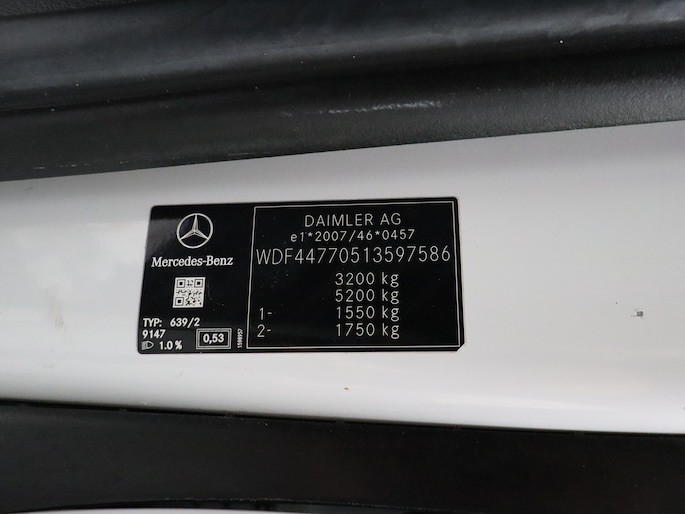 Mercedes-Benz
TYP: 639/2
9147
1.0 %
0,53
DAIMLER AG
e1*2007/46*0457
WDF44770513597586
3200 kg
5200 kg
1- 1550 kg
2- 1750 kg